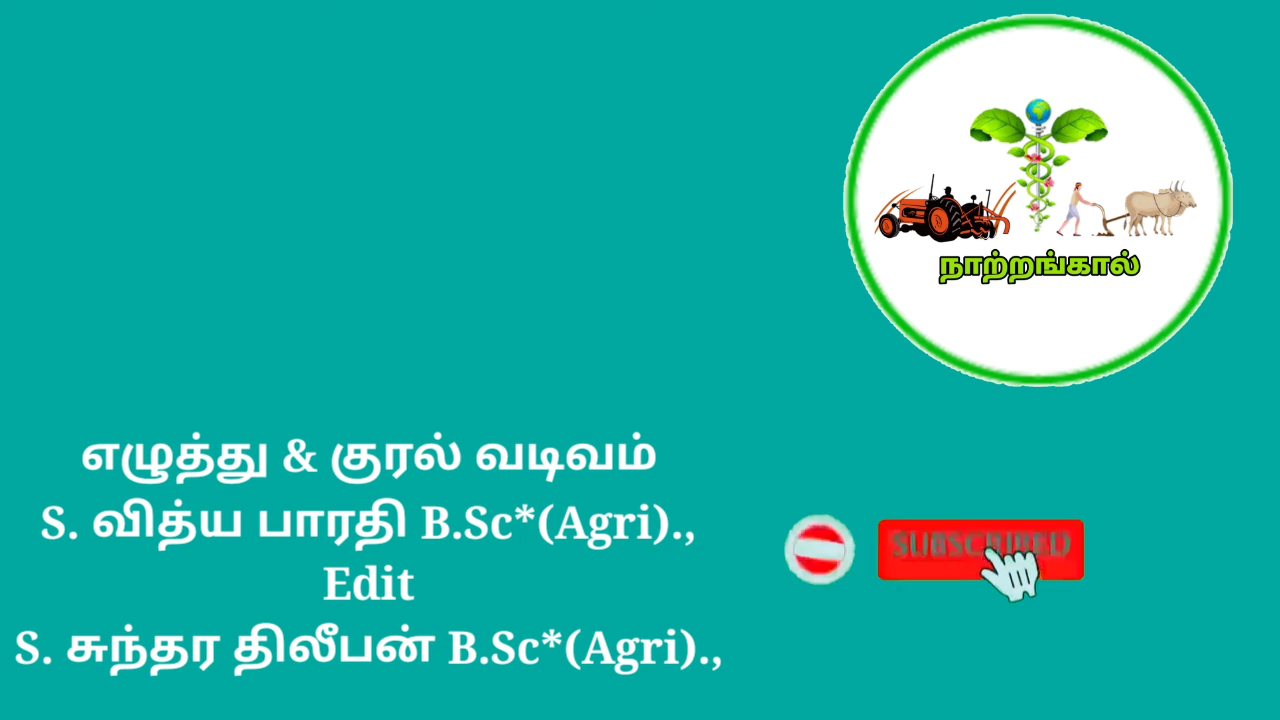 நாற்றங்கால்
எழுத்து & குரல் வடிவம்
S. வித்ய பாரதி B.Sc*(Agri).,
Edit
S. சுந்தர திலீபன் B.Sc*(Agri).,
SUBSCRIBED